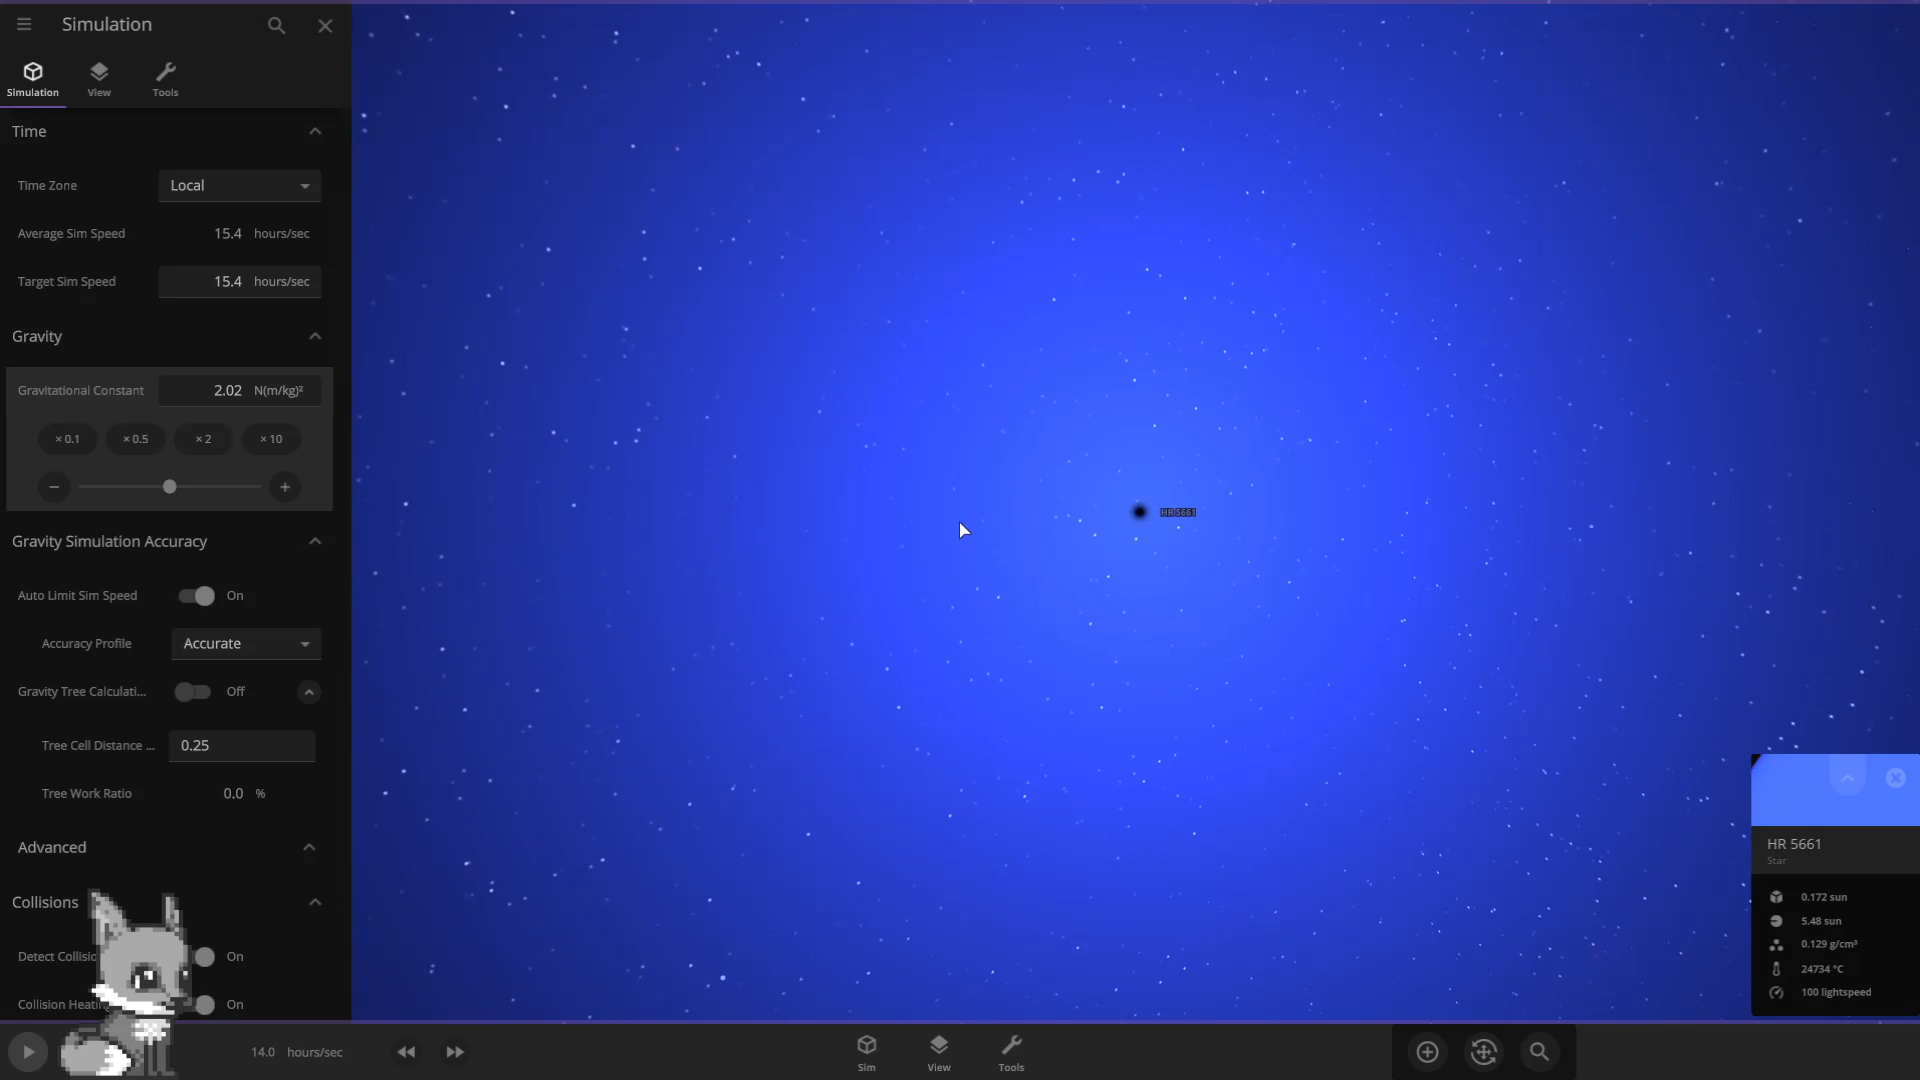 Simulation
Simulation
View
Tools
Time
Time Zone
Local
Average Sim Speed
15.4 hours/sec
Target Sim Speed
15.4 hours/sec
Gravity
Gravitational Constant
2.02 N(m/kg)²
× 0.1
× 0.5
× 2
× 10
Gravity Simulation Accuracy
Auto Limit Sim Speed
On
Accuracy Profile
Accurate
Gravity Tree Calculati...
Off
Tree Cell Distance ...
0.25
Tree Work Ratio
0.0 %
Advanced
Collisions
Detect Collisio
On
Collision Heatin
On
HR 5661
HR 5661
Star
0.172 sun
5.48 sun
0.129 g/cm³
24734 °C
100 lightspeed
14.0 hours/sec
Sim
View
Tools